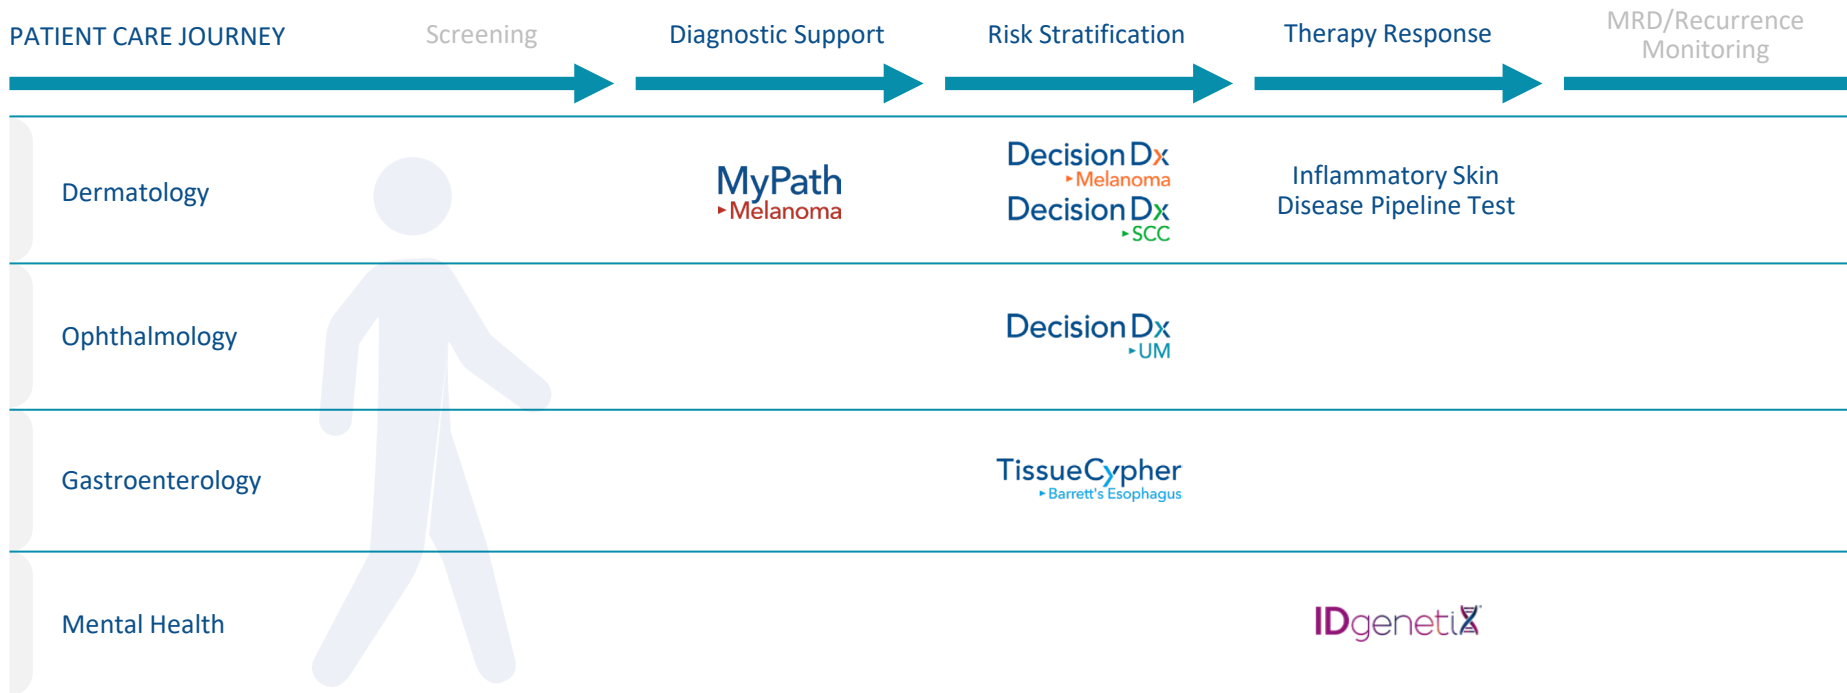 PATIENT CARE JOURNEY
Screening
Diagnostic Support
Risk Stratification
Therapy Response
MRD/Recurrence
Monitoring
Dermatology
MyPath
Melanoma
DecisionDx
Melanoma
DecisionDx
SCC
Inflammatory Skin
Disease Pipeline Test
Ophthalmology
DecisionDx
UM
Gastroenterology
TissueCypher
Barrett's Esophagus
Mental Health
IDgenetiX